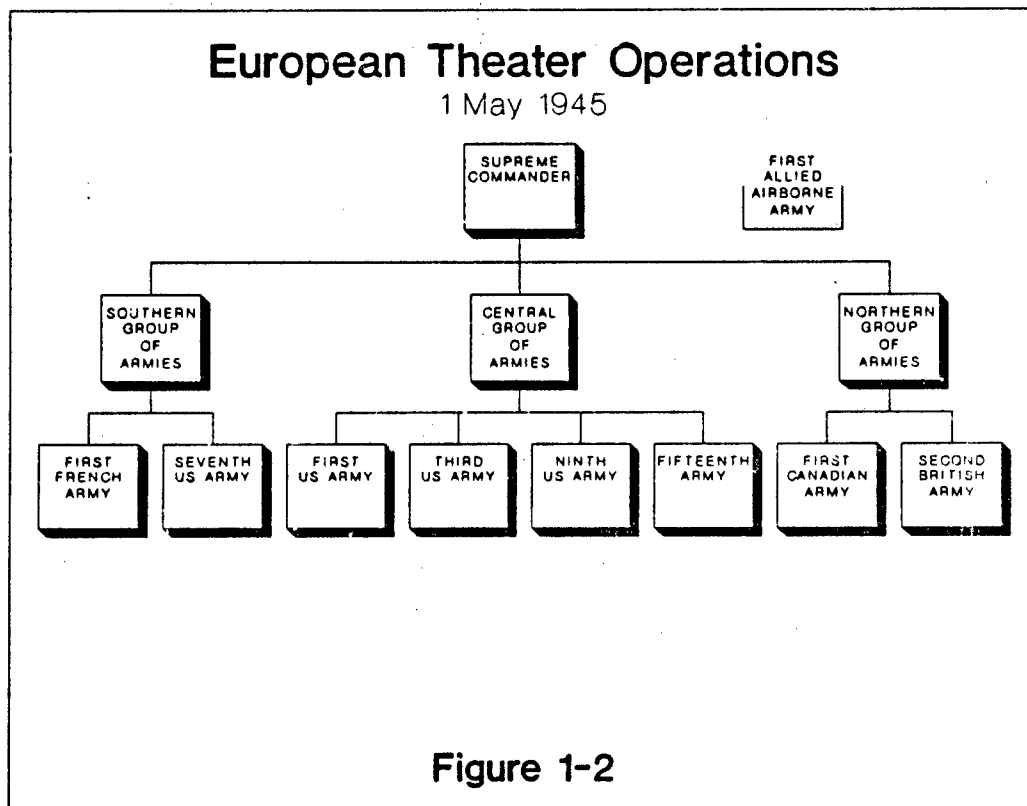 European Theater Operations
1 May 1945
SUPREME
COMMANDER
FIRST
ALLIED
AIRBORNE
ARMY
SOUTHERN
GROUP
OF
ARMIES
CENTRAL
GROUP
OF
ARMIES
NORTHERN
GROUP
OF
ARMIES
FIRST
FRENCH
ARMY
SEVENTH
US ARMY
FIRST
US ARMY
THIRD
US ARMY
NINTH
US ARMY
FIFTEENTH
ARMY
FIRST
CANADIAN
ARMY
SECOND
BRITISH
ARMY
Figure 1-2